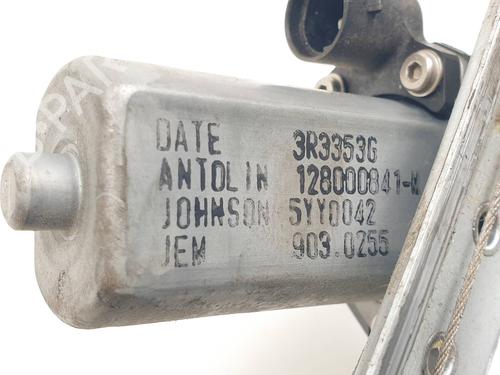 DATE 3R3353G
ANTOLIN 128000841-M
JOHNSON 5YY0042
JEM 903.0255